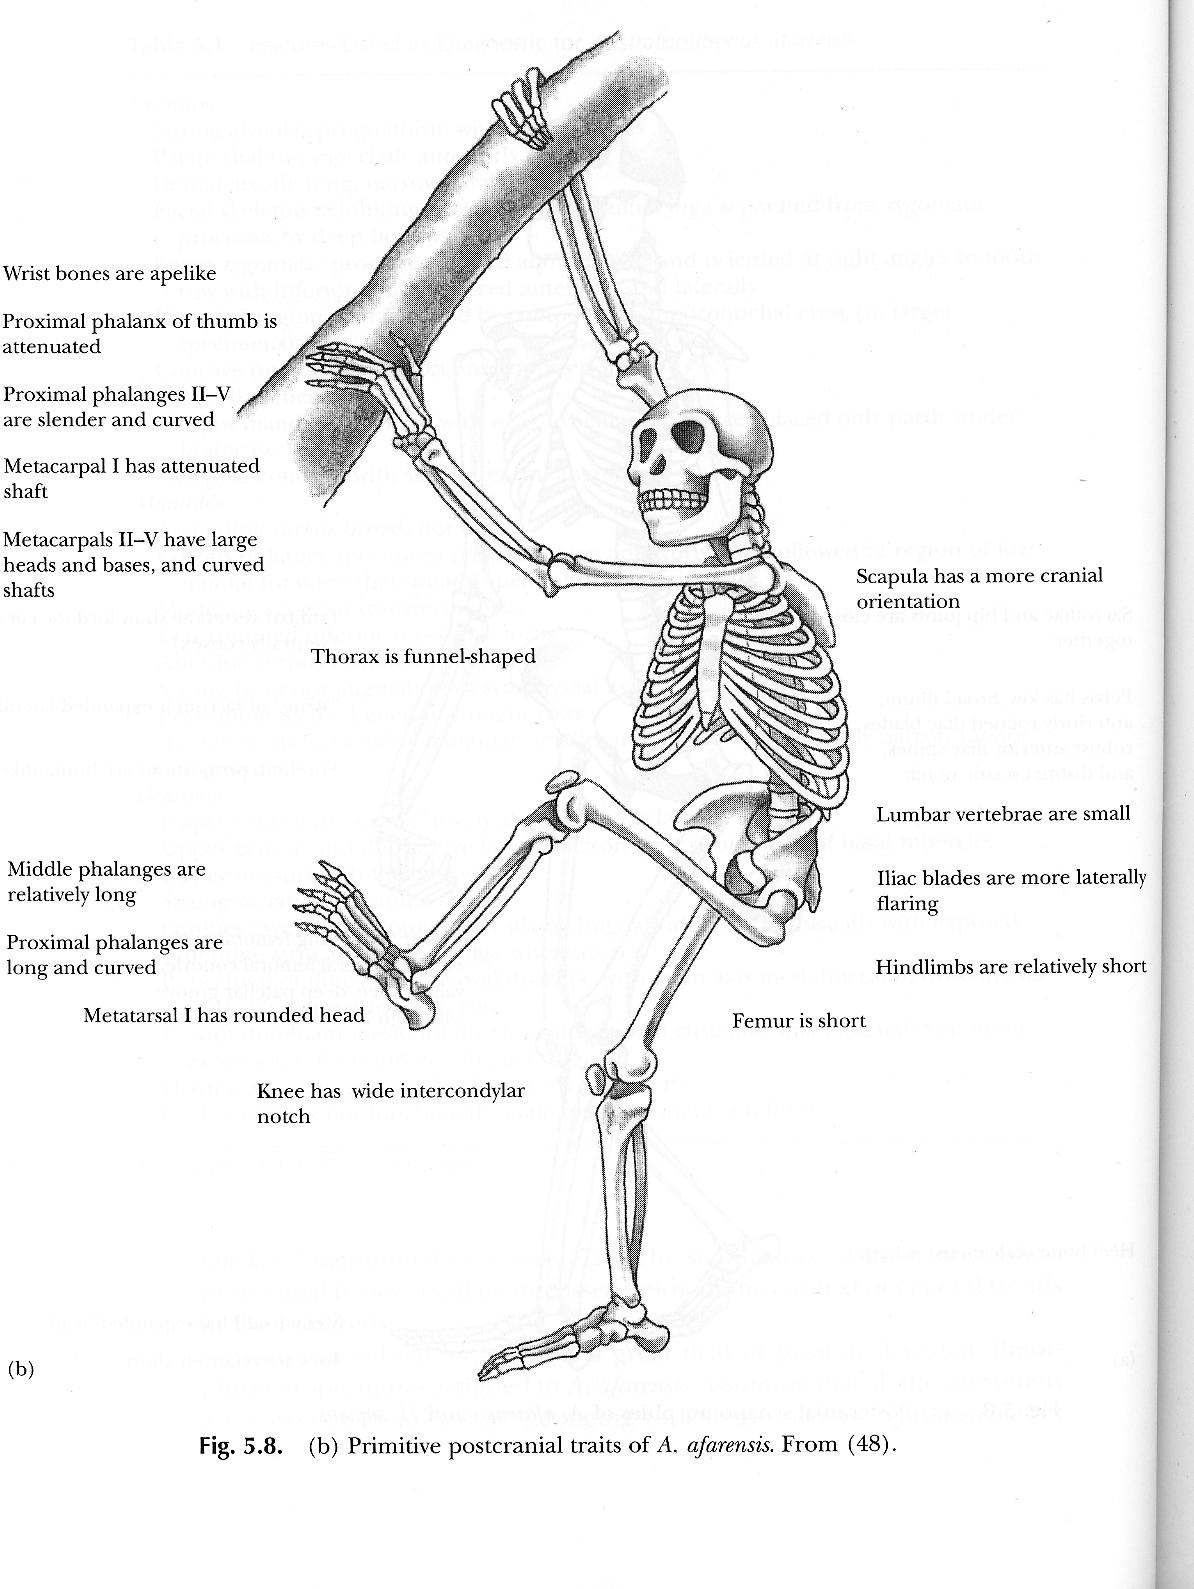 Wrist bones are apelike
Proximal phalanx of thumb is
attenuated
Proximal phalanges II–V
are slender and curved
Metacarpal I has attenuated
shaft
Metacarpals II–V have large
heads and bases, and curved
shafts
Thorax is funnel-shaped
Scapula has a more cranial
orientation
Lumbar vertebrae are small
Iliac blades are more laterally
flaring
Hindlimbs are relatively short
Femur is short
Middle phalanges are
relatively long
Proximal phalanges are
long and curved
Metatarsal I has rounded head
Knee has wide intercondylar
notch
(b)
Fig. 5.8. (b) Primitive postcranial traits of A. afarensis. From (48).